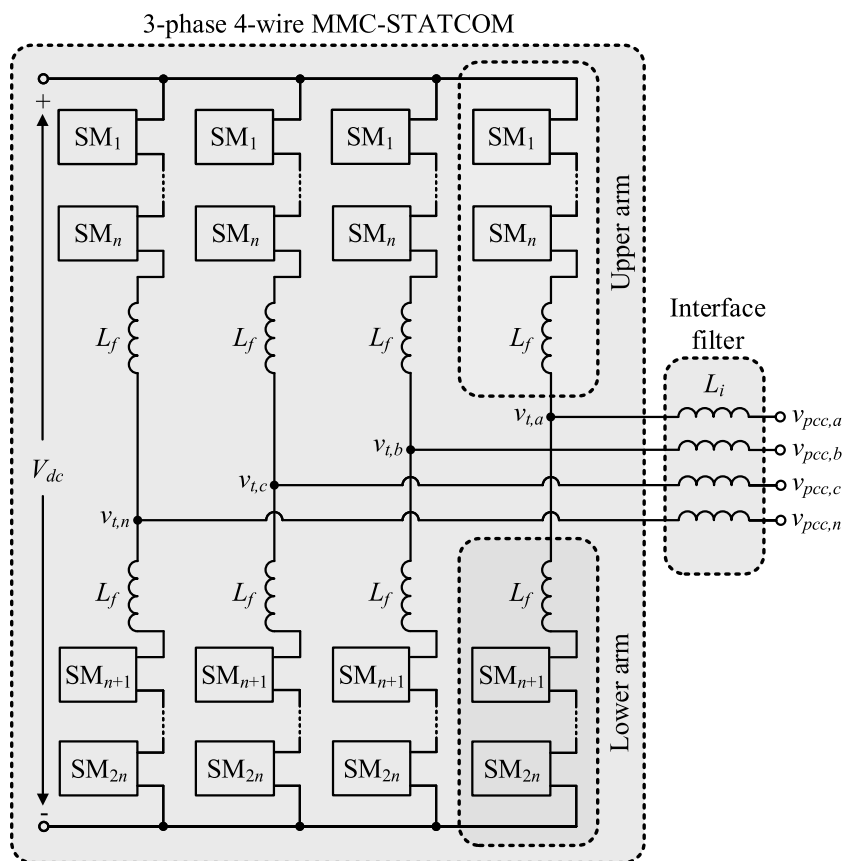 3-phase 4-wire MMC-STATCOM
+
SM1 SM1 SM1 SM1
SMn SMn SMn SMn
Upper arm
Lf Lf Lf Lf
Interface
filter
Li
vt,a vpcc,a
vt,b vpcc,b
Vdc
vt,c vpcc,c
vt,n vpcc,n
Lf Lf Lf Lf
Lower arm
SMn+1 SMn+1 SMn+1 SMn+1
SM2n SM2n SM2n SM2n
-